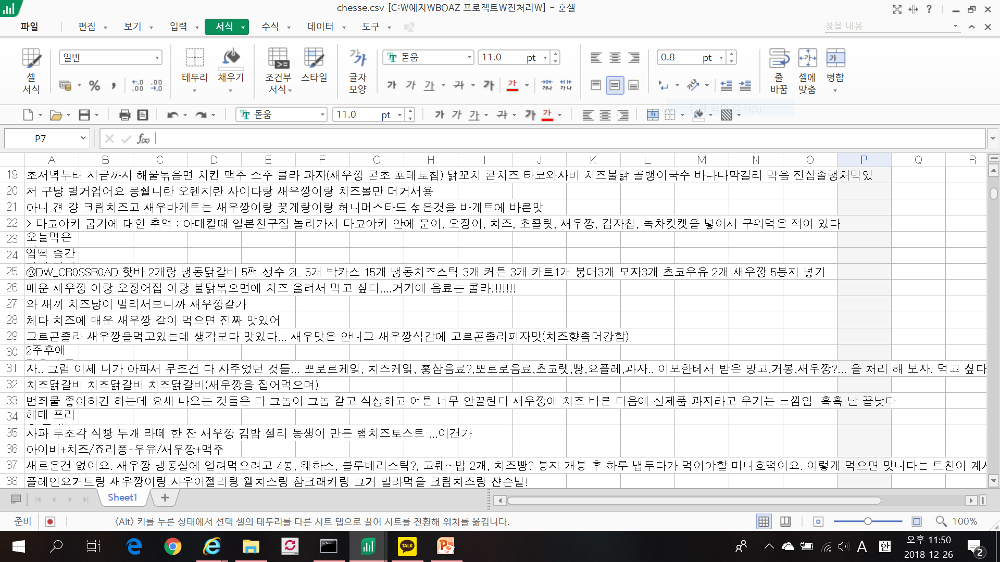 chesse.csv [C:\예지\BOAZ 프로젝트\전처리\] - 한셀
파일 편집 보기 입력 서식 수식 데이터 도구 찾을 내용
일반 돋움 11.0 pt 0.8 pt
셀 서식 테두리 채우기 조건부 서식 스타일 글자 모양 줄 바꿈 셀에 맞춤 병합
돋움 11.0 pt 전체 화면 캡처(S)
P7
A B C D E F G H I J K L M N O P Q R
19 초저녁부터 지금까지 해물볶음면 치킨 맥주 소주 콜라 과자(새우깡 콘초 포테토칩) 닭꼬치 콘치즈 타코와사비 치즈불닭 골뱅이국수 바나나막걸리 먹음 진심졸랭처먹었
20 저 구냥 별거업어요 몽쉘니란 오렌지란 사이다랑 새우깡이랑 치즈볼만 머거서용
21 아니 걘 걍 크림치즈고 새우바게트는 새우깡이랑 꽃게랑이랑 허니머스타드 섞은것을 바게트에 바른맛
22 > 타코야키 굽기에 대한 추억 : 아태칼때 일본친구집 놀러가서 타코야키 안에 문어, 오징어, 치즈, 초콜릿, 새우깡, 감자칩, 녹차킷캣을 넣어서 구워먹은 적이 있다
23 오늘먹은
24 엽떡 중간
25 @DW_CR0SSR0AD 핫바 2개랑 냉동닭갈비 5팩 생수 2L 5개 박카스 15개 냉동치즈스틱 3개 커튼 3개 카트1개 붕대3개 모자3개 초코우유 2개 새우깡 5봉지 넣기
26 매운 새우깡 이랑 오징어집 이랑 불닭볶으면에 치즈 올려서 먹고 싶다....거기에 음료는 콜라!!!!!!!
27 와 새끼 치즈냥이 멀리서보니까 새우깡같가
28 체다 치즈에 매운 새우깡 같이 먹으면 진짜 맛있어
29 고르곤졸라 새우깡을먹고있는데 생각보다 맛있다... 새우맛은 안나고 새우깡식감에 고르곤졸라피자맛(치즈향좀더강함)
30 2주후에
31 자.. 그럼 이제 니가 아파서 무조건 다 사주었던 것들... 뽀로로케잌, 치즈케잌, 홍삼음료?,뽀로로음료,초코렛,빵,요플레,과자.. 이모한테서 받은 망고,거봉,새우깡?... 을 처리 해 보자! 먹고 싶다
32 치즈닭갈비 치즈닭갈비 치즈닭갈비(새우깡을 집어먹으며)
33 범죄물 좋아하긴 하는데 요새 나오는 것들은 다 그놈이 그놈 같고 식상하고 여튼 너무 안끌린다 새우깡에 치즈 바른 다음에 신제품 과자라고 우기는 느낌임 흑흑 난 끝낫다
34 해태 프리
35 사과 두조각 식빵 두개 라떼 한 잔 새우깡 김밥 젤리 동생이 만든 햄치즈토스트 ...이건가
36 아이비+치즈/죠리퐁+우유/새우깡+맥주
37 새로운건 없어요. 새우깡 냉동실에 얼려먹으려고 4봉, 웨하스, 블루베리스틱?, 고뤠~밥 2개, 치즈빵? 봉지 개봉 후 하루 냅두다가 먹어야할 미니호떡이요. 이렇게 먹으면 맛나다는 트친이 계시
38 플레인요거트랑 새우깡이랑 사우어젤리랑 웰치스랑 참크래커랑 그거 발라먹을 크림치즈랑 쟌슨빌!
Sheet1
준비 <Alt> 키를 누른 상태에서 선택 셀의 테두리를 다른 시트 탭으로 끌어 시트를 전환해 위치를 옮깁니다. 100%
TALK A 한 오후 11:50
2018-12-26 2